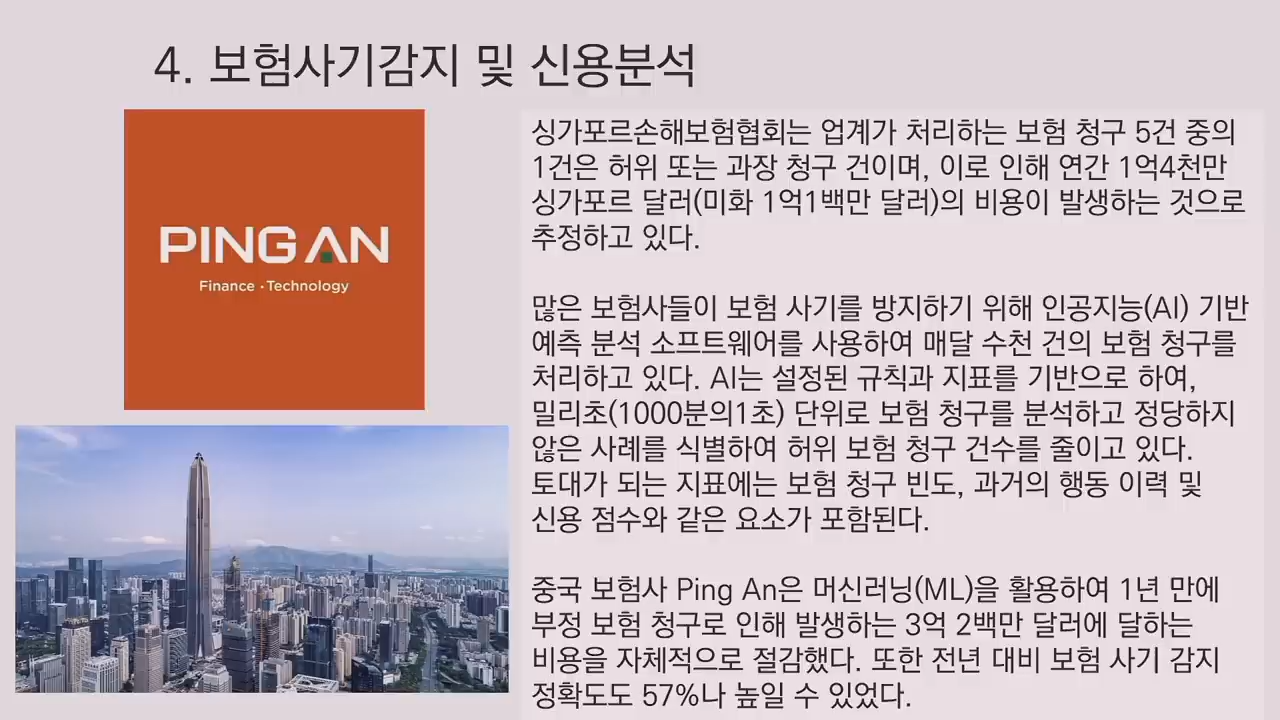 4. 보험사기감지 및 신용분석
PING AN
Finance · Technology
싱가포르손해보험협회는 업계가 처리하는 보험 청구 5건 중의
1건은 허위 또는 과장 청구 건이며, 이로 인해 연간 1억4천만
싱가포르 달러(미화 1억1백만 달러)의 비용이 발생하는 것으로
추정하고 있다.
많은 보험사들이 보험 사기를 방지하기 위해 인공지능(AI) 기반
예측 분석 소프트웨어를 사용하여 매달 수천 건의 보험 청구를
처리하고 있다. AI는 설정된 규칙과 지표를 기반으로 하여,
밀리초(1000분의1초) 단위로 보험 청구를 분석하고 정당하지
않은 사례를 식별하여 허위 보험 청구 건수를 줄이고 있다.
토대가 되는 지표에는 보험 청구 빈도, 과거의 행동 이력 및
신용 점수와 같은 요소가 포함된다.
중국 보험사 Ping An은 머신러닝(ML)을 활용하여 1년 만에
부정 보험 청구로 인해 발생하는 3억 2백만 달러에 달하는
비용을 자체적으로 절감했다. 또한 전년 대비 보험 사기 감지
정확도도 57%나 높일 수 있었다.